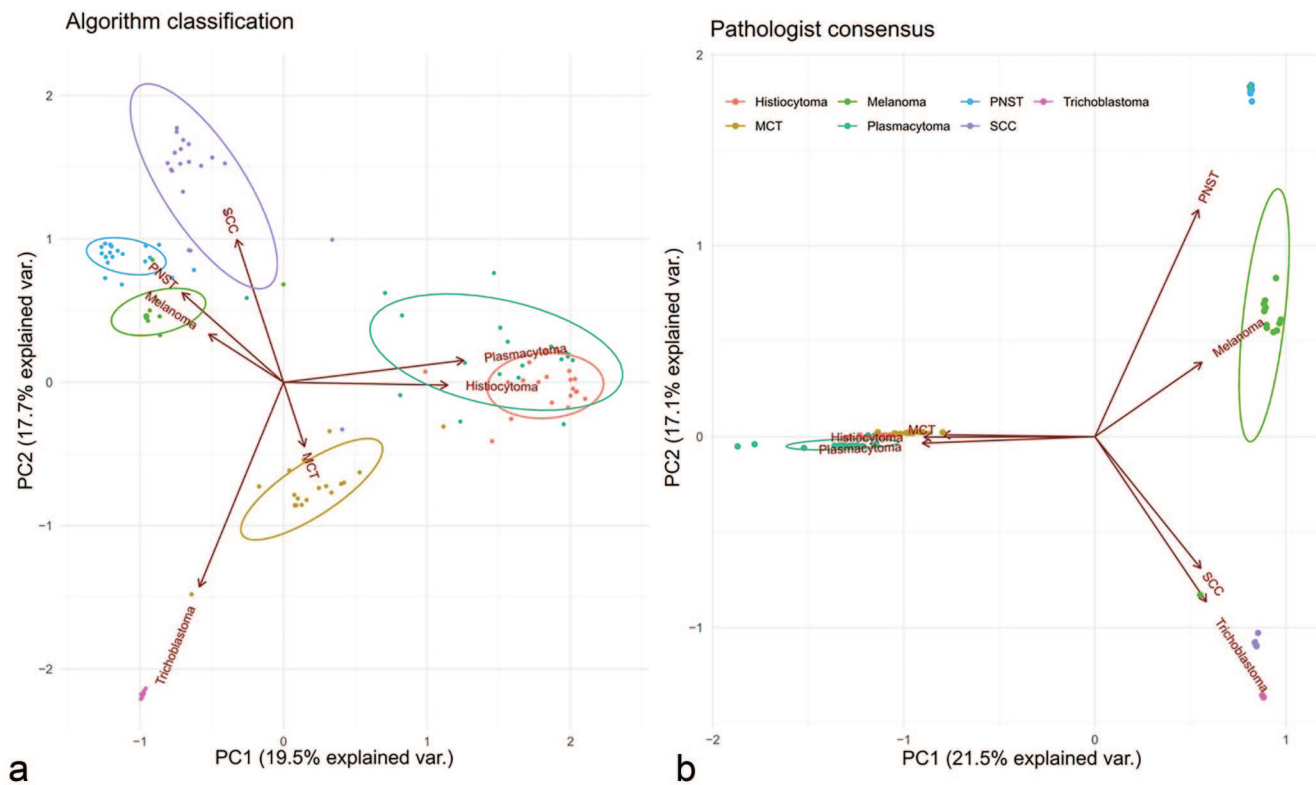 Algorithm classification
2
1
0
−1
−2
PC2 (17.7% explained var.)
SCC
PNST
Melanoma
Plasmacytoma
Histiocytoma
MCT
Trichoblastoma
−1
0
1
2
PC1 (19.5% explained var.)
a
Pathologist consensus
2
1
0
−1
PC2 (17.1% explained var.)
Histiocytoma Melanoma PNST Trichoblastoma
MCT Plasmacytoma SCC
PNST
Melanoma
MCT
Histiocytoma
Plasmacytoma
SCC
Trichoblastoma
−2
−1
0
1
PC1 (21.5% explained var.)
b